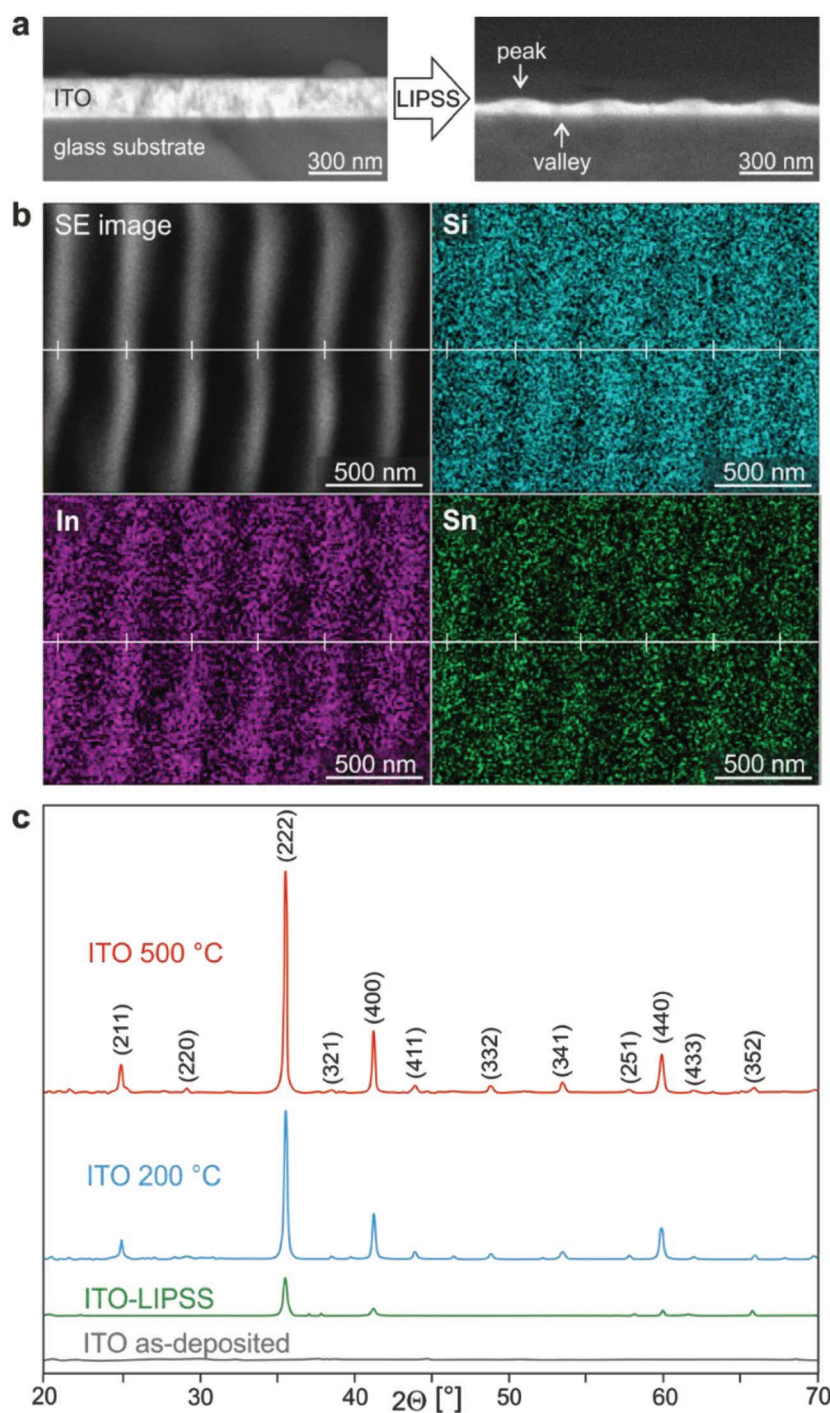 a
ITO
glass substrate
300 nm
LIPSS
peak
valley
300 nm
b
SE image
500 nm
Si
500 nm
In
500 nm
Sn
500 nm
c
ITO 500 °C
(211)
(220)
(222)
(321)
(400)
(411)
(332)
(341)
(251)
(440)
(433)
(352)
ITO 200 °C
ITO-LIPSS
ITO as-deposited
20 30 40 50 60 70
2Θ [°]